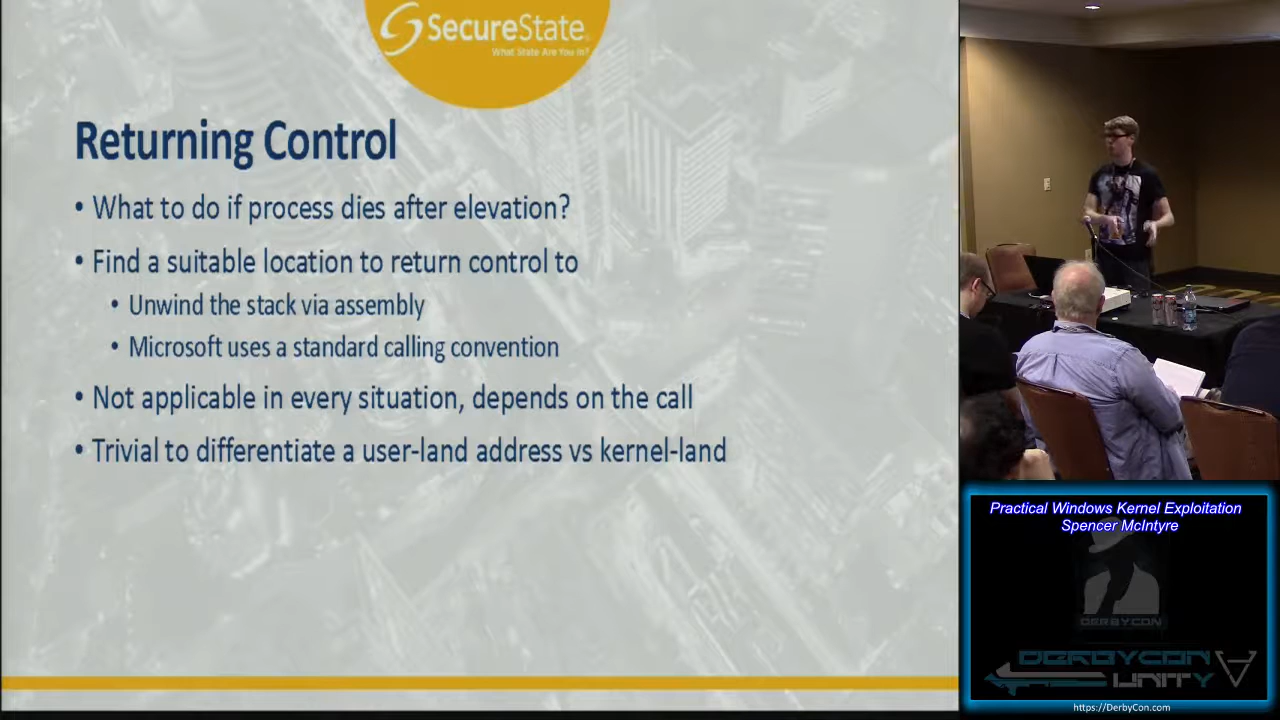 SecureState
What State Are You In?
Returning Control
• What to do if process dies after elevation?
• Find a suitable location to return control to
• Unwind the stack via assembly
• Microsoft uses a standard calling convention
• Not applicable in every situation, depends on the call
• Trivial to differentiate a user-land address vs kernel-land
Practical Windows Kernel Exploitation
Spencer McIntyre
DERBYCON
DERBYCON
UNITY
https://DerbyCon.com